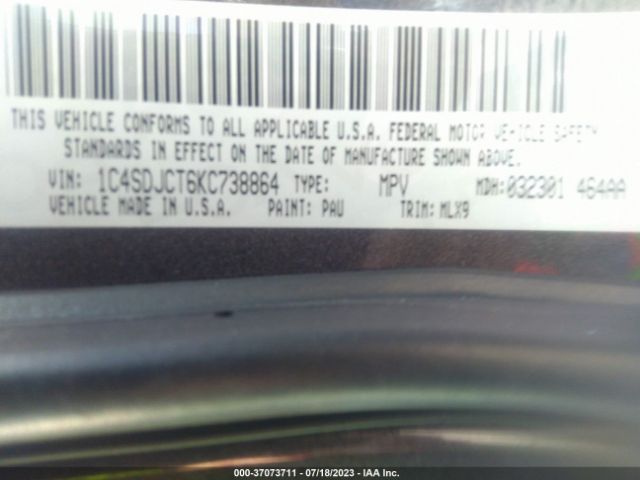 THIS VEHICLE CONFORMS TO ALL APPLICABLE U.S.A. FEDERAL MOTOR VEHICLE SAFETY
STANDARDS IN EFFECT ON THE DATE OF MANUFACTURE SHOWN ABOVE.
VIN: 1C4SDJCT6KC738864 TYPE: MPV MDH:032301 464AA
VEHICLE MADE IN U.S.A. PAINT: PAU TRIM: MLX9
000-37073711 - 07/18/2023 - IAA Inc.